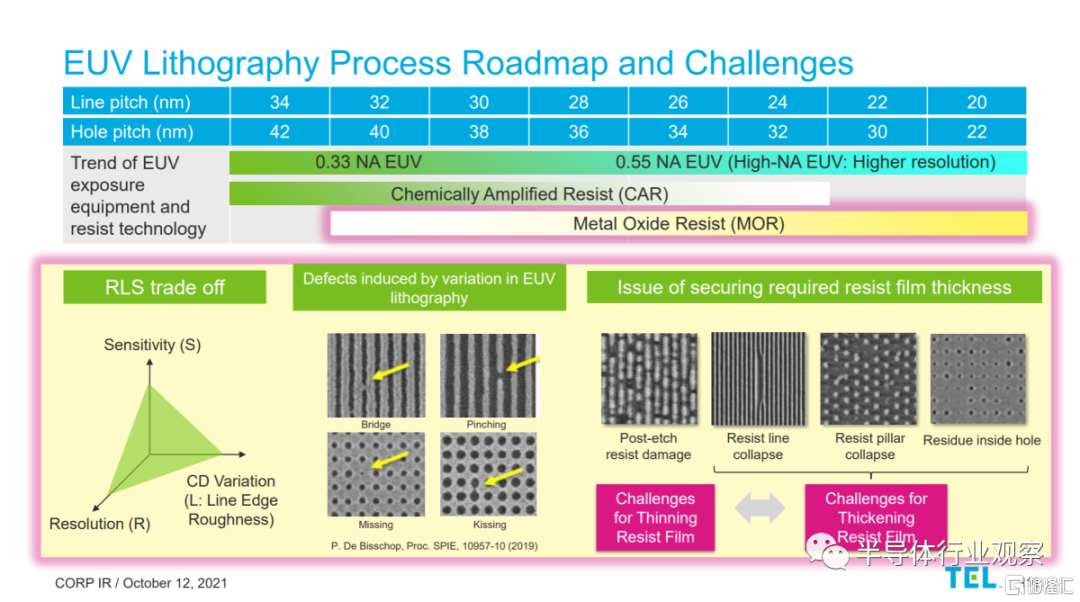 EUV Lithography Process Roadmap and Challenges
Line pitch (nm) 34 32 30 28 26 24 22 20
Hole pitch (nm) 42 40 38 36 34 32 30 22
Trend of EUV
exposure
equipment and
resist technology
0.33 NA EUV 0.55 NA EUV (High-NA EUV: Higher resolution)
Chemically Amplified Resist (CAR)
Metal Oxide Resist (MOR)
RLS trade off
Sensitivity (S)
CD Variation
(L: Line Edge
Roughness)
Resolution (R)
Defects induced by variation in EUV
lithography
Bridge
Pinching
Missing
Kissing
P. De Bisschop, Proc. SPIE, 10957-10 (2019)
Issue of securing required resist film thickness
Post-etch
resist damage
Resist line
collapse
Resist pillar
collapse
Residue inside hole
Challenges
for Thinning
Resist Film
Challenges for
Thickening
Resist Film
半导体行业观察
CORP IR / October 12, 2021
TEL
格隆汇